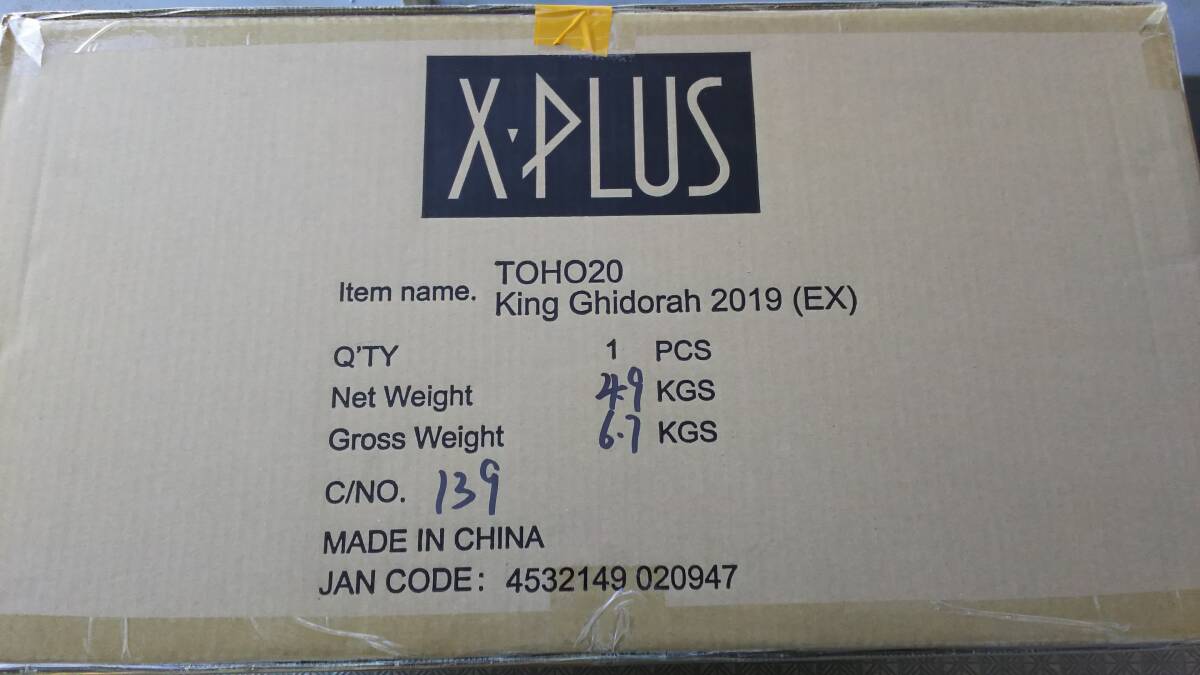 X·PLUS
Item name. TOHO20
King Ghidorah 2019 (EX)
Q'TY 1 PCS
Net Weight 4.9 KGS
Gross Weight 6.7 KGS
C/NO. 139
MADE IN CHINA
JAN CODE: 4532149 020947